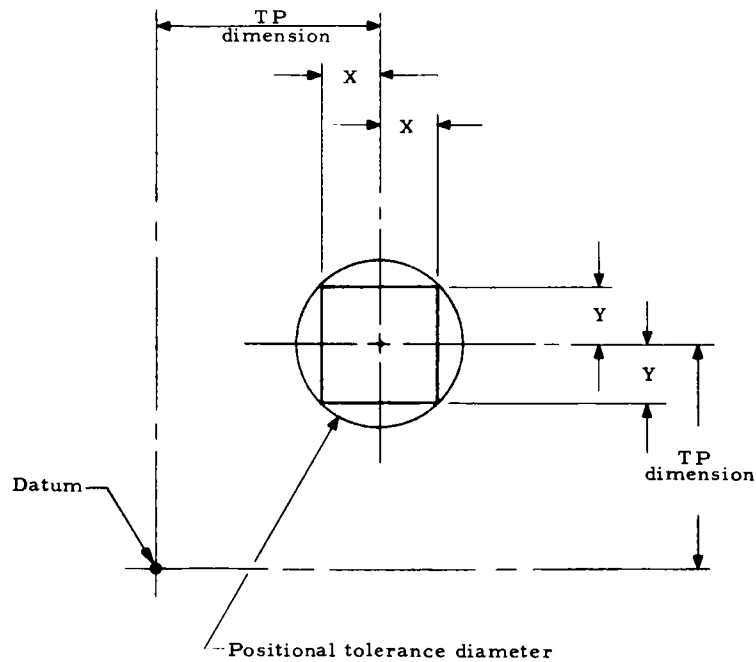 TP
dimension
X
X
Y
Y
TP
dimension
Datum
Positional tolerance diameter